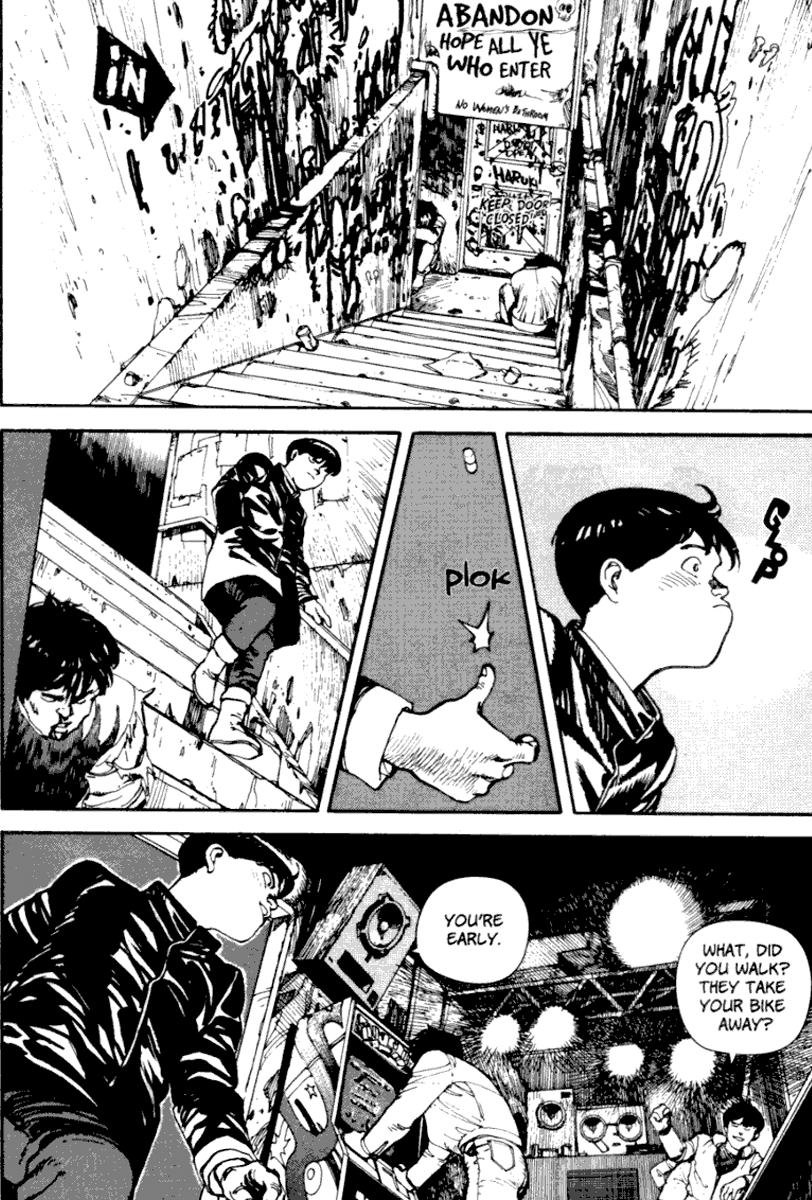 IN
ABANDON
HOPE ALL YE
WHO ENTER
NO WOMEN'S BATHROOM
HARUKI
KEEP DOOR
CLOSED!
PLOK
GLOP
YOU'RE
EARLY.
WHAT, DID
YOU WALK?
THEY TAKE
YOUR BIKE
AWAY?